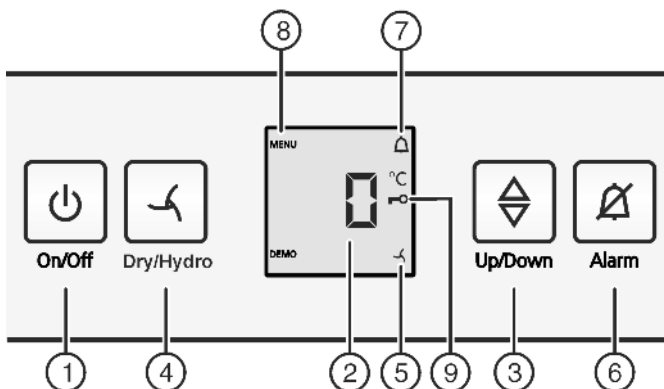 8 7
MENU
°C
0
DEMO
On/Off Dry/Hydro Up/Down Alarm
1 4 2 5 9 3 6